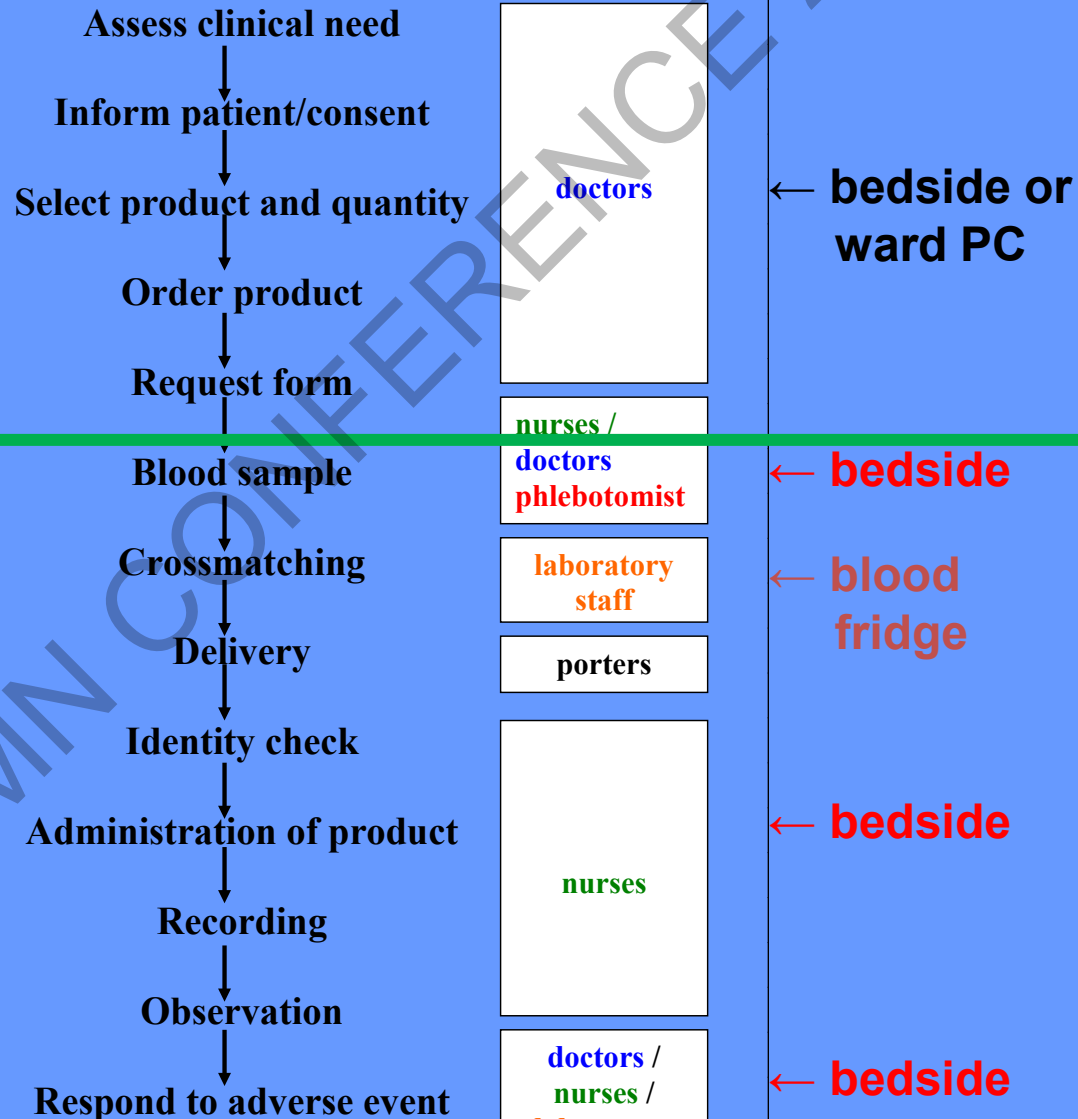 Assess clinical need
Inform patient/consent
Select product and quantity
Order product
Request form
Blood sample
Crossmatching
Delivery
Identity check
Administration of product
Recording
Observation
Respond to adverse event
doctors
nurses /
doctors
phlebotomist
laboratory
staff
porters
nurses
doctors /
nurses /
← bedside or
ward PC
← bedside
← blood
fridge
← bedside
← bedside
CONFERENCE